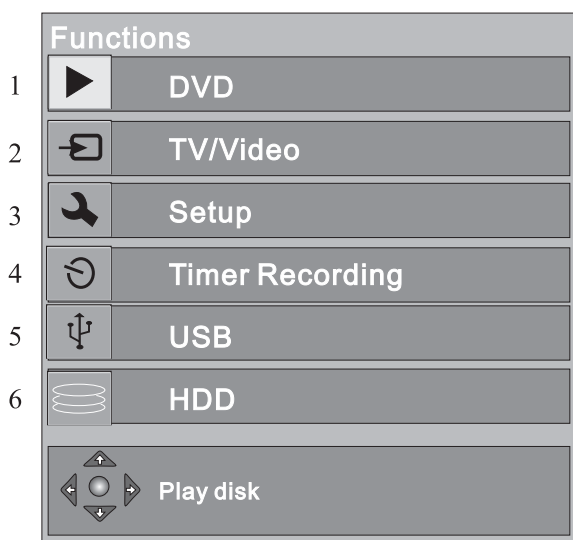 Functions
1 DVD
2 TV/Video
3 Setup
4 Timer Recording
5 USB
6 HDD
Play disk